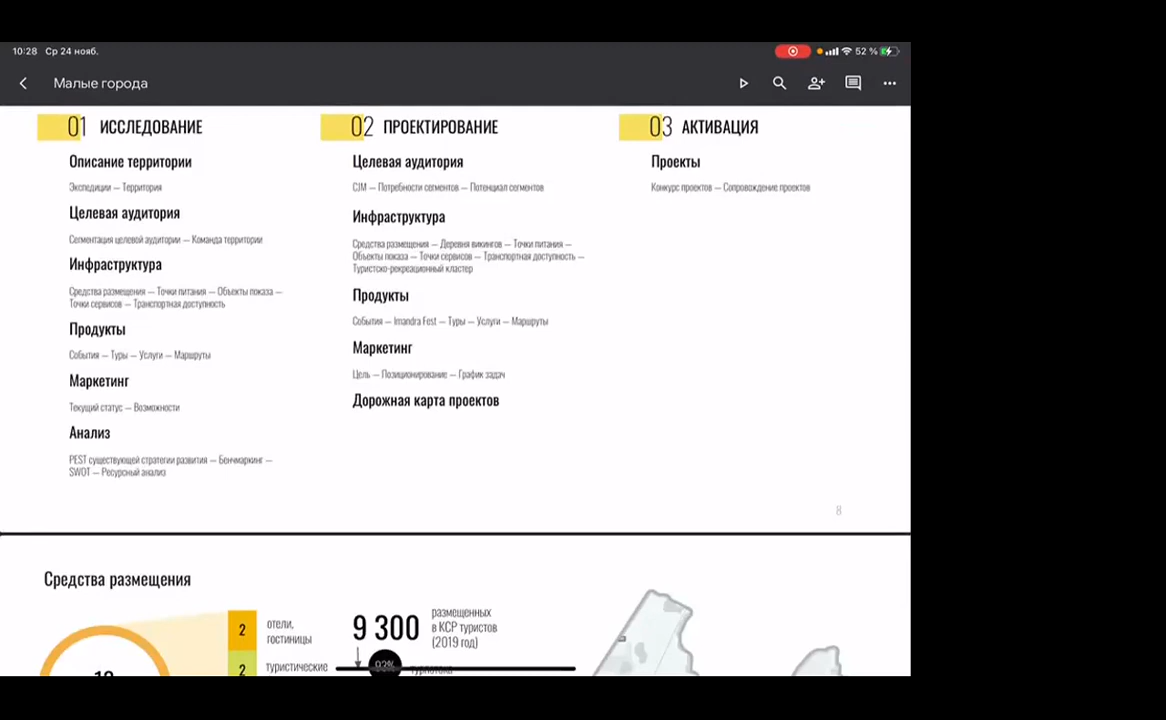 10:28 Ср 24 нояб.
52 %
Малые города
01 ИССЛЕДОВАНИЕ
Описание территории
Экспедиции — Территория
Целевая аудитория
Сегментация целевой аудитории — Команда территории
Инфраструктура
Средства размещения — Точки питания — Объекты показа —
Точки сервисов — Транспортная доступность
Продукты
События — Туры — Услуги — Маршруты
Маркетинг
Текущий статус — Возможности
Анализ
PEST существующей стратегии развития — Бенчмаркинг —
SWOT — Ресурсный анализ
02 ПРОЕКТИРОВАНИЕ
Целевая аудитория
CJM — Потребности сегментов — Потенциал сегментов
Инфраструктура
Средства размещения — Деревня викингов — Точки питания —
Объекты показа — Точки сервисов — Транспортная доступность —
Туристско-рекреационный кластер
Продукты
События — Imandra Fest — Туры — Услуги — Маршруты
Маркетинг
Цель — Позиционирование — График задач
Дорожная карта проектов
03 АКТИВАЦИЯ
Проекты
Конкурс проектов — Сопровождение проектов
8
Средства размещения
2 отели,
гостиницы
2 туристические
9 300
размещенных
в КСР туристов
(2019 год)
93%
турпотока